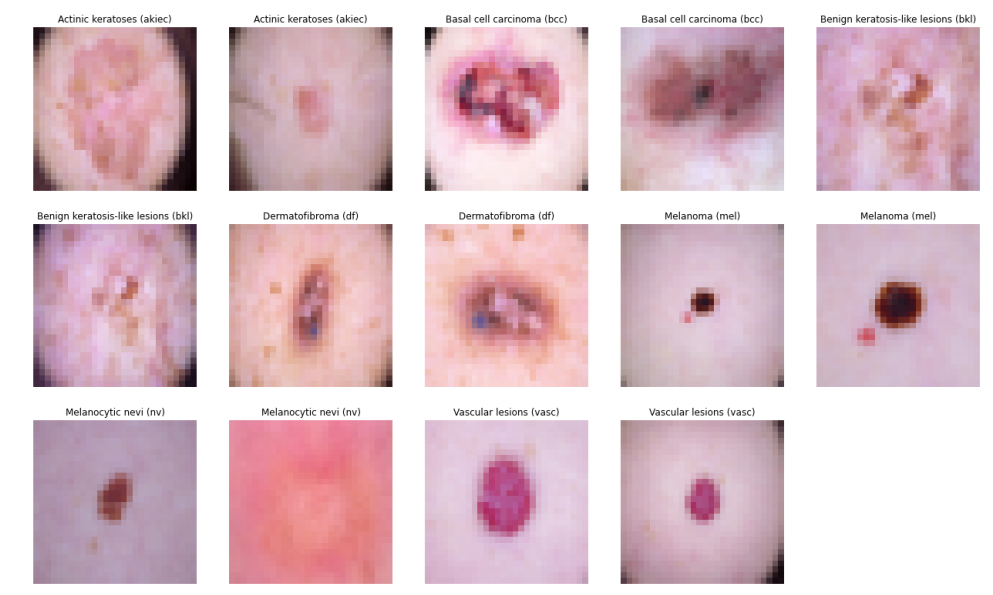 Actinic keratoses (akiec)
Actinic keratoses (akiec)
Basal cell carcinoma (bcc)
Basal cell carcinoma (bcc)
Benign keratosis-like lesions (bkl)
Benign keratosis-like lesions (bkl)
Dermatofibroma (df)
Dermatofibroma (df)
Melanoma (mel)
Melanoma (mel)
Melanocytic nevi (nv)
Melanocytic nevi (nv)
Vascular lesions (vasc)
Vascular lesions (vasc)